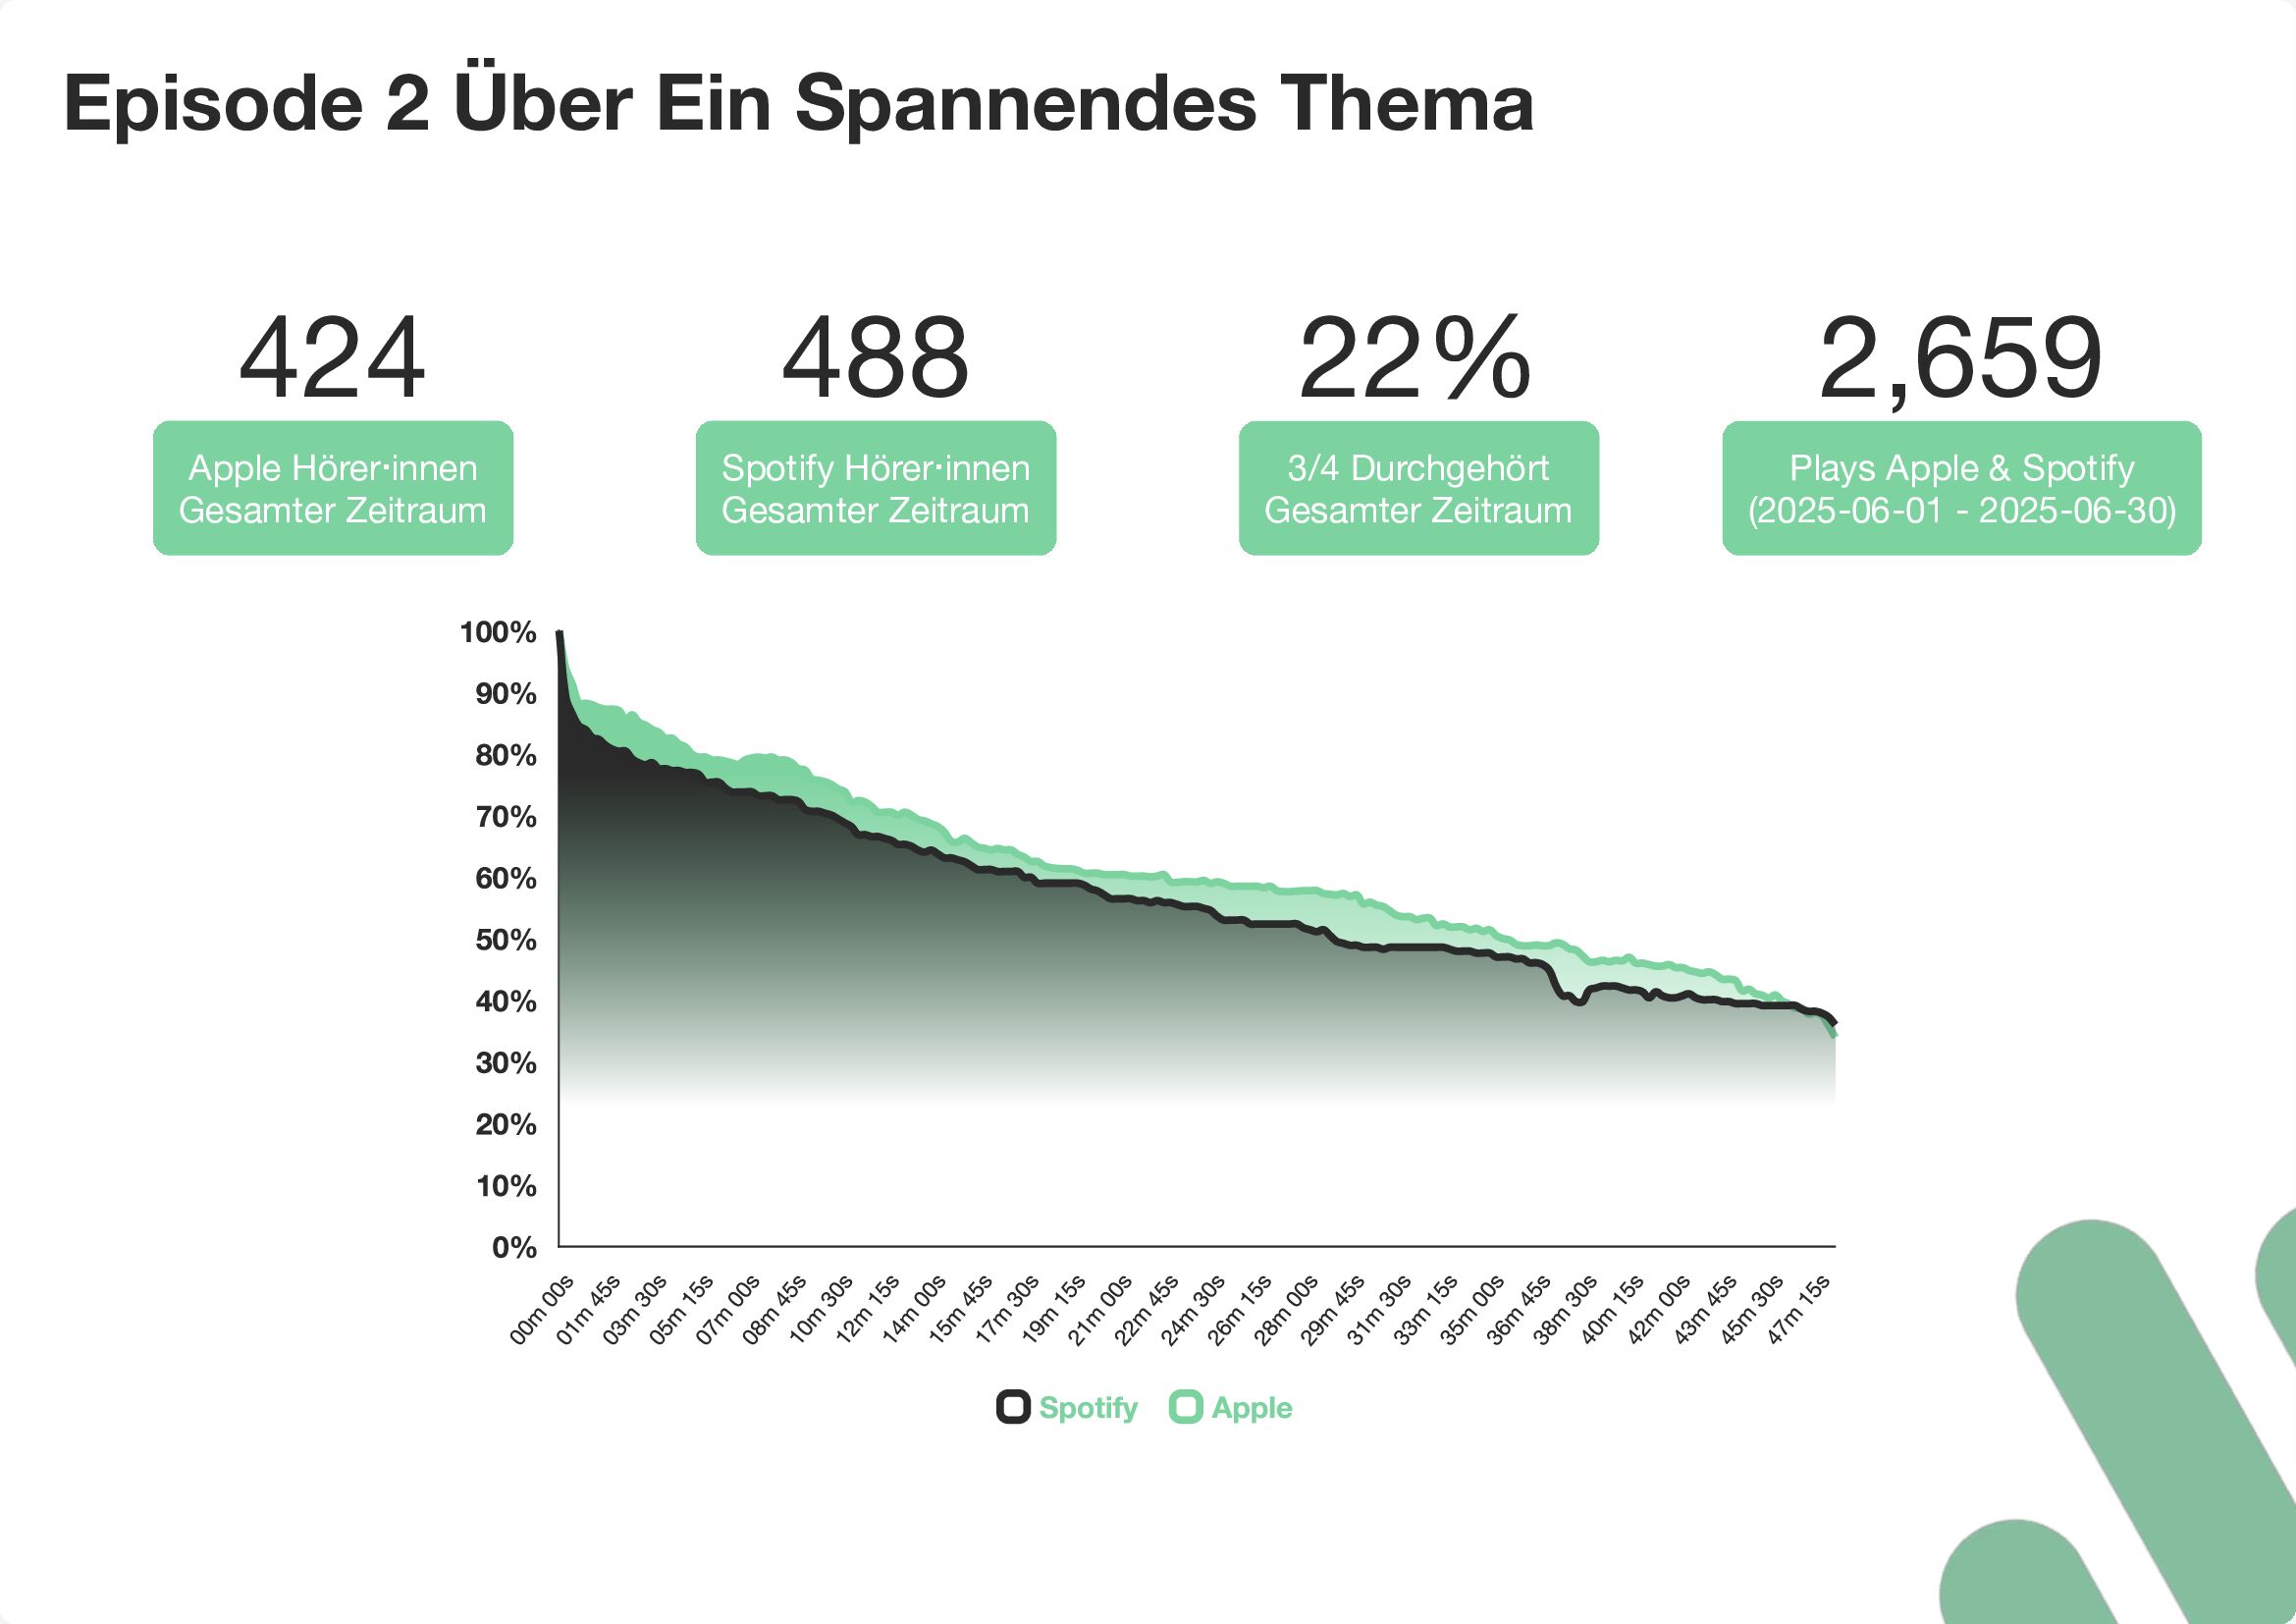 Episode 2 Über Ein Spannendes Thema
424
Apple Hörer·innen
Gesamter Zeitraum
488
Spotify Hörer·innen
Gesamter Zeitraum
22%
3/4 Durchgehört
Gesamter Zeitraum
2,659
Plays Apple & Spotify
(2025-06-01 - 2025-06-30)
100%
90%
80%
70%
60%
50%
40%
30%
20%
10%
0%
00m 00s
01m 45s
03m 30s
05m 15s
07m 00s
08m 45s
10m 30s
12m 15s
14m 00s
15m 45s
17m 30s
19m 15s
21m 00s
22m 45s
24m 30s
26m 15s
28m 00s
29m 45s
31m 30s
33m 15s
35m 00s
36m 45s
38m 30s
40m 15s
42m 00s
43m 45s
45m 30s
47m 15s
Spotify
Apple